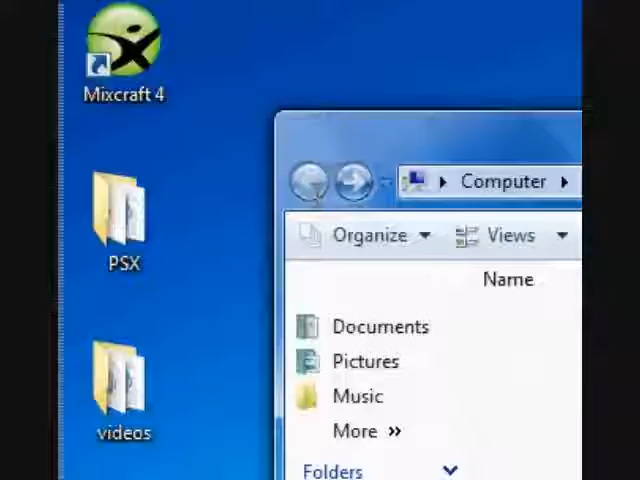 Mixcraft 4
PSX
videos
Computer
Organize
Views
Name
Documents
Pictures
Music
More »
Folders